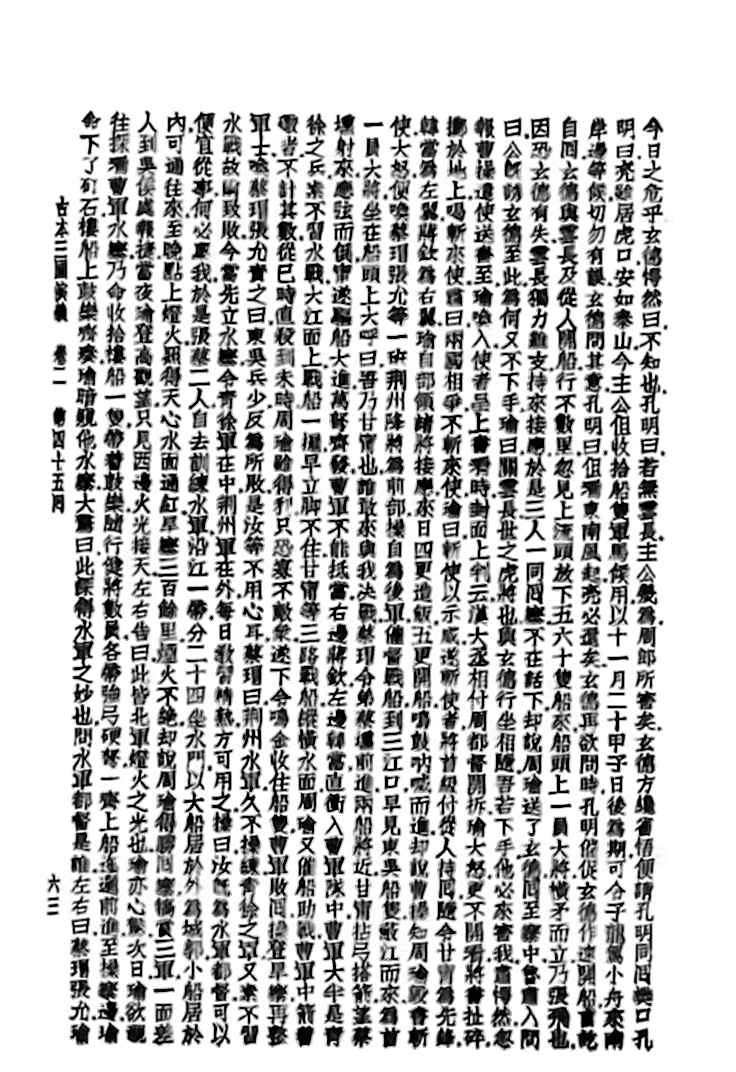 今日之危乎玄德愕然曰不知也孔明曰若無雲長主公幾為周郎所害矣玄德方纔省悟便請孔明同回樊口孔
明曰亮雖居虎口安如泰山今主公但收拾船隻軍馬候用以十一月二十甲子日後為期可令子龍駕小舟來南
岸邊等候切勿有誤玄德問其意孔明曰但看東南風起亮必還矣玄德再欲問時孔明催促玄德作速開船言訖
自回玄德與雲長及從人開船行不數里忽見上流頭放下五六十隻船來船頭上一員大將橫矛而立乃張飛也
因恐玄德有失雲長獨力難支特來接應於是三人一同回寨不在話下却說周瑜送了玄德回至寨中魯肅入問
曰公既誘玄德至此為何又不下手瑜曰關雲長世之虎將也與玄德行坐相隨吾若下手他必來害我肅愕然忽
報曹操遣使送書至瑜喚入使者呈上書看時封面上判云漢大丞相付周都督開拆瑜大怒更不開看將書扯碎
擲於地上喝斬來使肅曰兩國相爭不斬來使瑜曰斬使以示威遂斬使者將首級付從人持回隨令甘寧為先鋒
韓當為左翼蔣欽為右翼瑜自部領諸將接應來日四更造飯五更開船鳴鼓吶喊而進却說曹操知周瑜毀書斬
使大怒便喚蔡瑁張允等一班荊州降將為前部操自為後軍催督戰船到三江口早見東吳船隻蔽江而來為首
一員大將坐在船頭上大呼曰吾乃甘寧也誰敢來與我決戰蔡瑁令弟蔡壎前進兩船將近甘寧拈弓搭箭望蔡
壎射來應弦而倒寧遂驅船大進萬弩齊發曹軍不能抵當右邊蔣欽左邊韓當直衝入曹軍隊中曹軍大半是青
徐之兵素不習水戰大江面上戰船一擺早立脚不住甘寧等三路戰船縱橫水面周瑜又催船助戰曹軍中箭着
砲者不計其數從巳時直殺到未時周瑜雖得利只恐寡不敵衆遂下令鳴金收住船隻曹軍敗回操登旱寨再整
軍士喚蔡瑁張允責之曰東吳兵少反為所敗是汝等不用心耳蔡瑁曰荊州水軍久不操練青徐之軍又素不習
水戰故爾致敗今當先立水寨令青徐軍在中荊州軍在外每日教習精熟方可用之操曰汝既為水軍都督可以
便宜從事何必稟我於是張蔡二人自去訓練水軍沿江一帶分二十四座水門以大船居於外為城郭小船居於
內可通往來至晚點上燈火照得天心水面通紅旱寨三百餘里煙火不絕却說周瑜得勝回寨犒賞三軍一面差
人到吳侯處報捷當夜瑜登高觀望只見西邊火光接天左右告曰此皆北軍燈火之光也瑜亦心驚次日瑜欲親
往探看曹軍水寨乃命收拾樓船一隻帶着鼓樂隨行健將數員各帶強弓硬弩一齊上船迤邐前進至操寨邊瑜
命下了矴石樓船上鼓樂齊奏瑜暗窺他水寨大驚曰此深得水軍之妙也問水軍都督是誰左右曰蔡瑁張允瑜
古本三國演義 卷二 第四十五回
六三